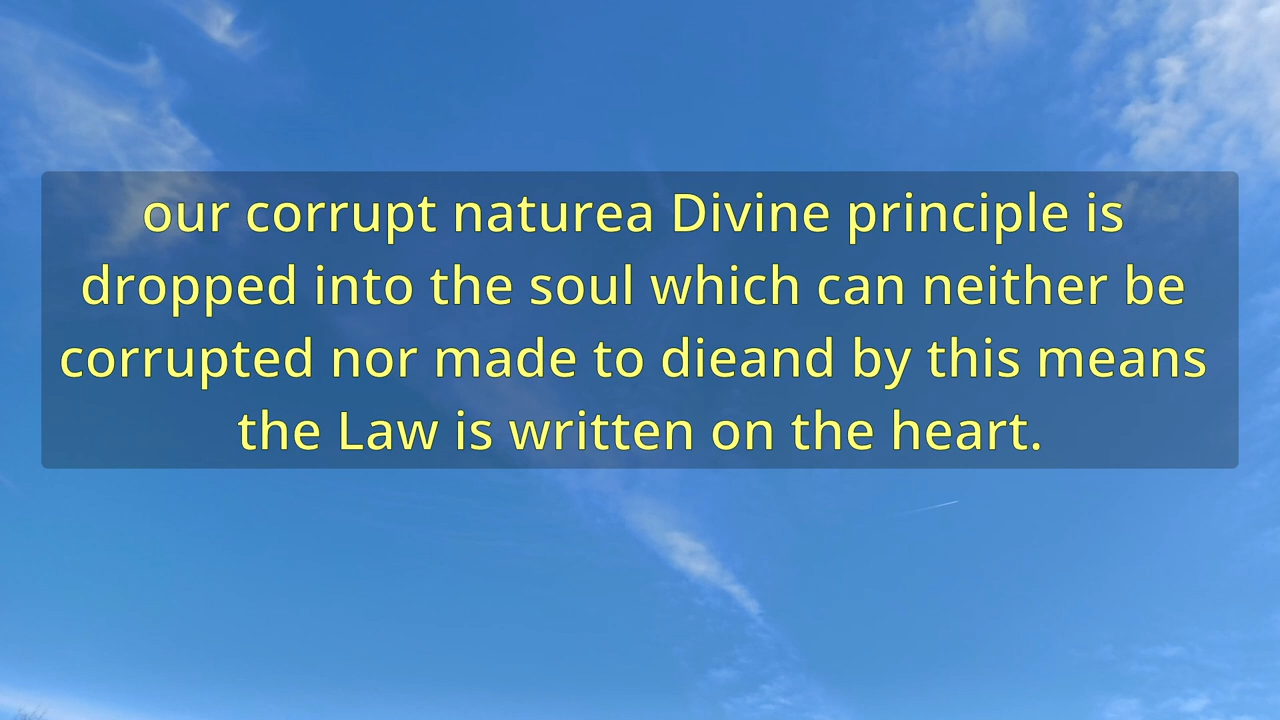 our corrupt naturea Divine principle is
dropped into the soul which can neither be
corrupted nor made to dieand by this means
the Law is written on the heart.